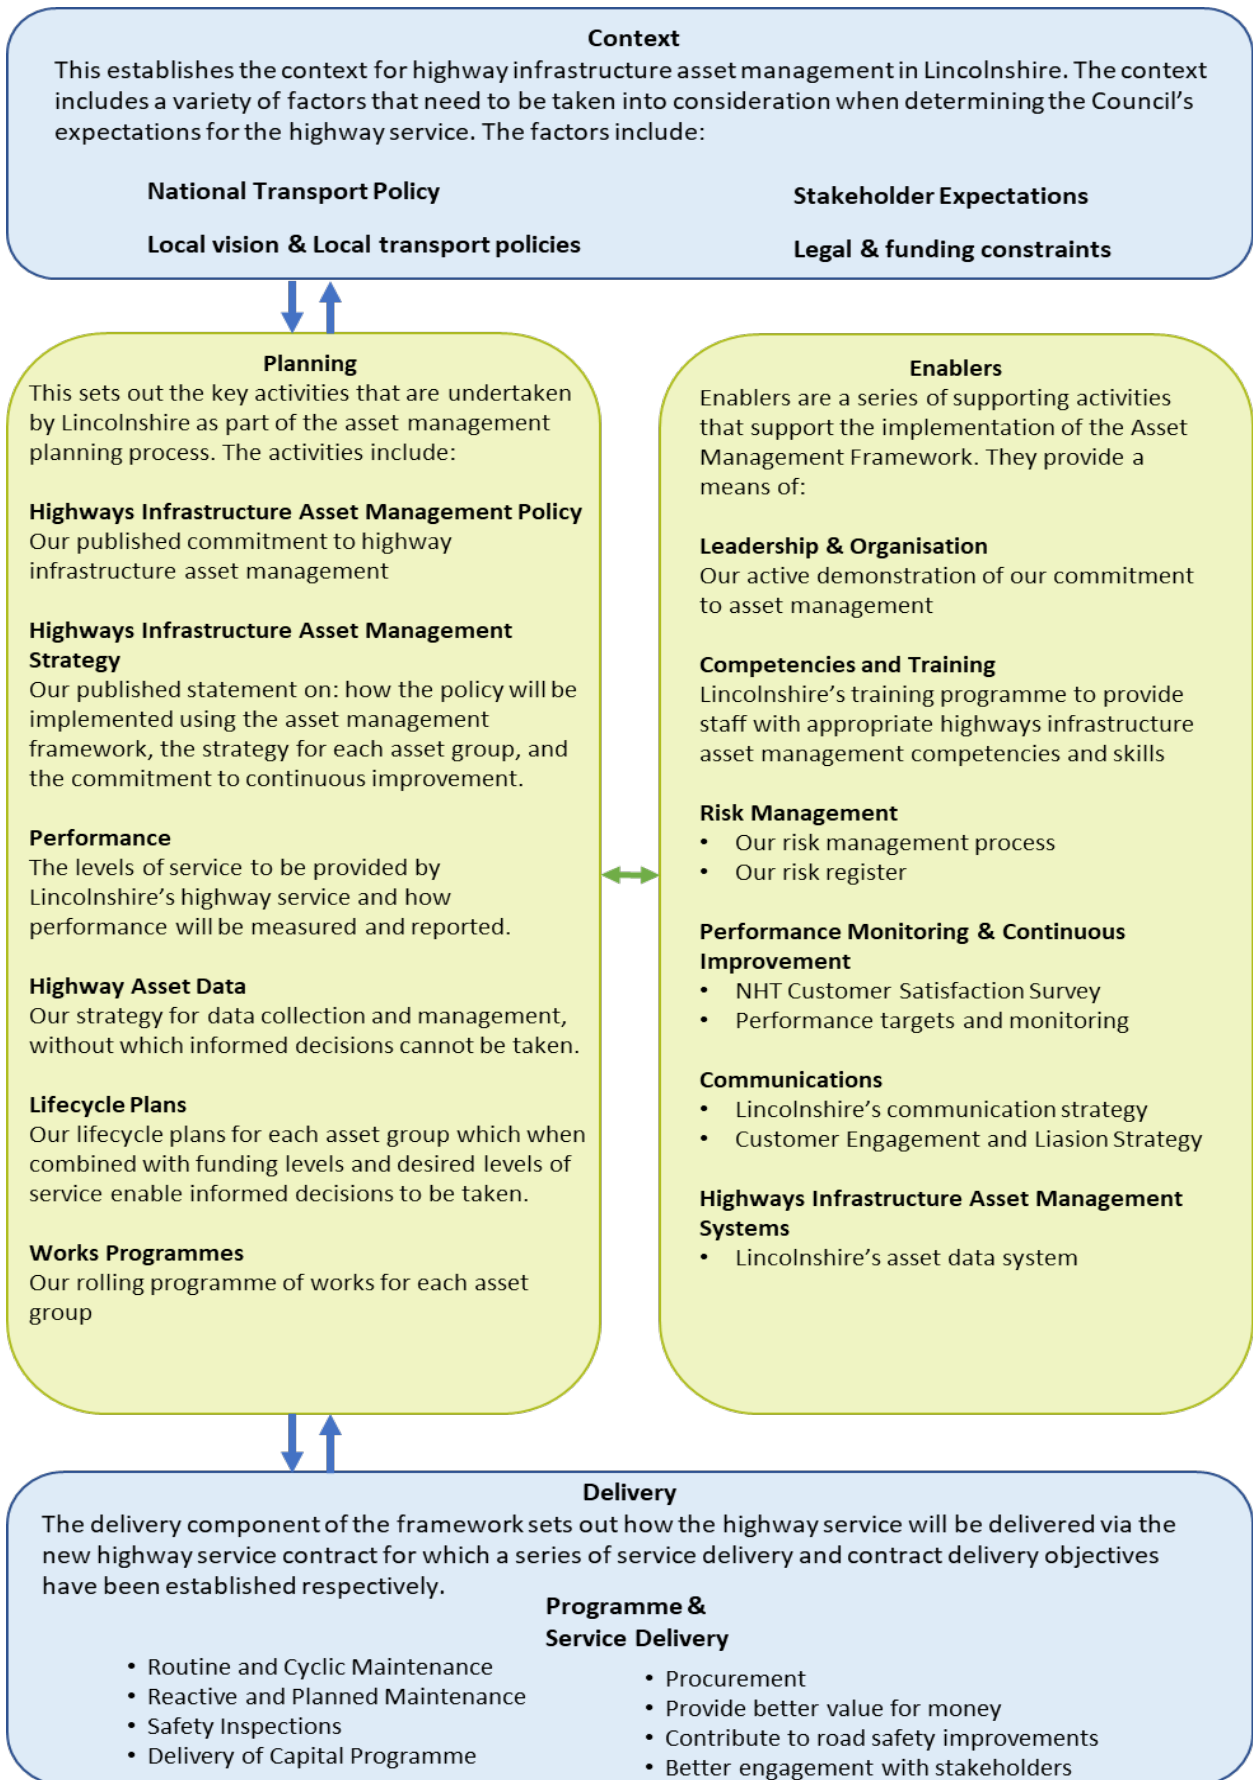 Context
This establishes the context for highway infrastructure asset management in Lincolnshire. The context
includes a variety of factors that need to be taken into consideration when determining the Council's
expectations for the highway service. The factors include:
National Transport Policy
Stakeholder Expectations
Local vision & Local transport policies
Legal & funding constraints
Planning
This sets out the key activities that are undertaken
by Lincolnshire as part of the asset management
planning process. The activities include:
Highways Infrastructure Asset Management Policy
Our published commitment to highway
infrastructure asset management
Highways Infrastructure Asset Management
Strategy
Our published statement on: how the policy will be
implemented using the asset management
framework, the strategy for each asset group, and
the commitment to continuous improvement.
Performance
The levels of service to be provided by
Lincolnshire's highway service and how
performance will be measured and reported.
Highway Asset Data
Our strategy for data collection and management,
without which informed decisions cannot be taken.
Lifecycle Plans
Our lifecycle plans for each asset group which when
combined with funding levels and desired levels of
service enable informed decisions to be taken.
Works Programmes
Our rolling programme of works for each asset
group
Enablers
Enablers are a series of supporting activities
that support the implementation of the Asset
Management Framework. They provide a
means of:
Leadership & Organisation
Our active demonstration of our commitment
to asset management
Competencies and Training
Lincolnshire's training programme to provide
staff with appropriate highways infrastructure
asset management competencies and skills
Risk Management
• Our risk management process
• Our risk register
Performance Monitoring & Continuous
Improvement
• NHT Customer Satisfaction Survey
• Performance targets and monitoring
Communications
• Lincolnshire's communication strategy
• Customer Engagement and Liasion Strategy
Highways Infrastructure Asset Management
Systems
• Lincolnshire's asset data system
Delivery
The delivery component of the framework sets out how the highway service will be delivered via the
new highway service contract for which a series of service delivery and contract delivery objectives
have been established respectively.
Programme &
Service Delivery
• Routine and Cyclic Maintenance
• Reactive and Planned Maintenance
• Safety Inspections
• Delivery of Capital Programme
• Procurement
• Provide better value for money
• Contribute to road safety improvements
• Better engagement with stakeholders